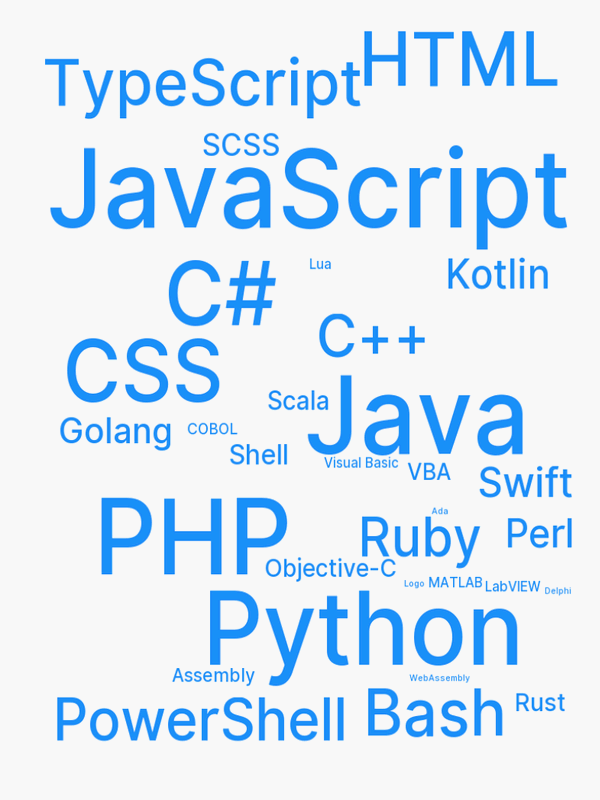 HTML
TypeScript
SCSS
JavaScript
Lua
Kotlin
C#
C++
CSS
Scala
Java
Golang
COBOL
Shell
Visual Basic
VBA
Swift
Ada
PHP
Ruby
Perl
Objective-C
Logo
MATLAB
LabVIEW
Delphi
Python
Assembly
WebAssembly
PowerShell
Bash
Rust